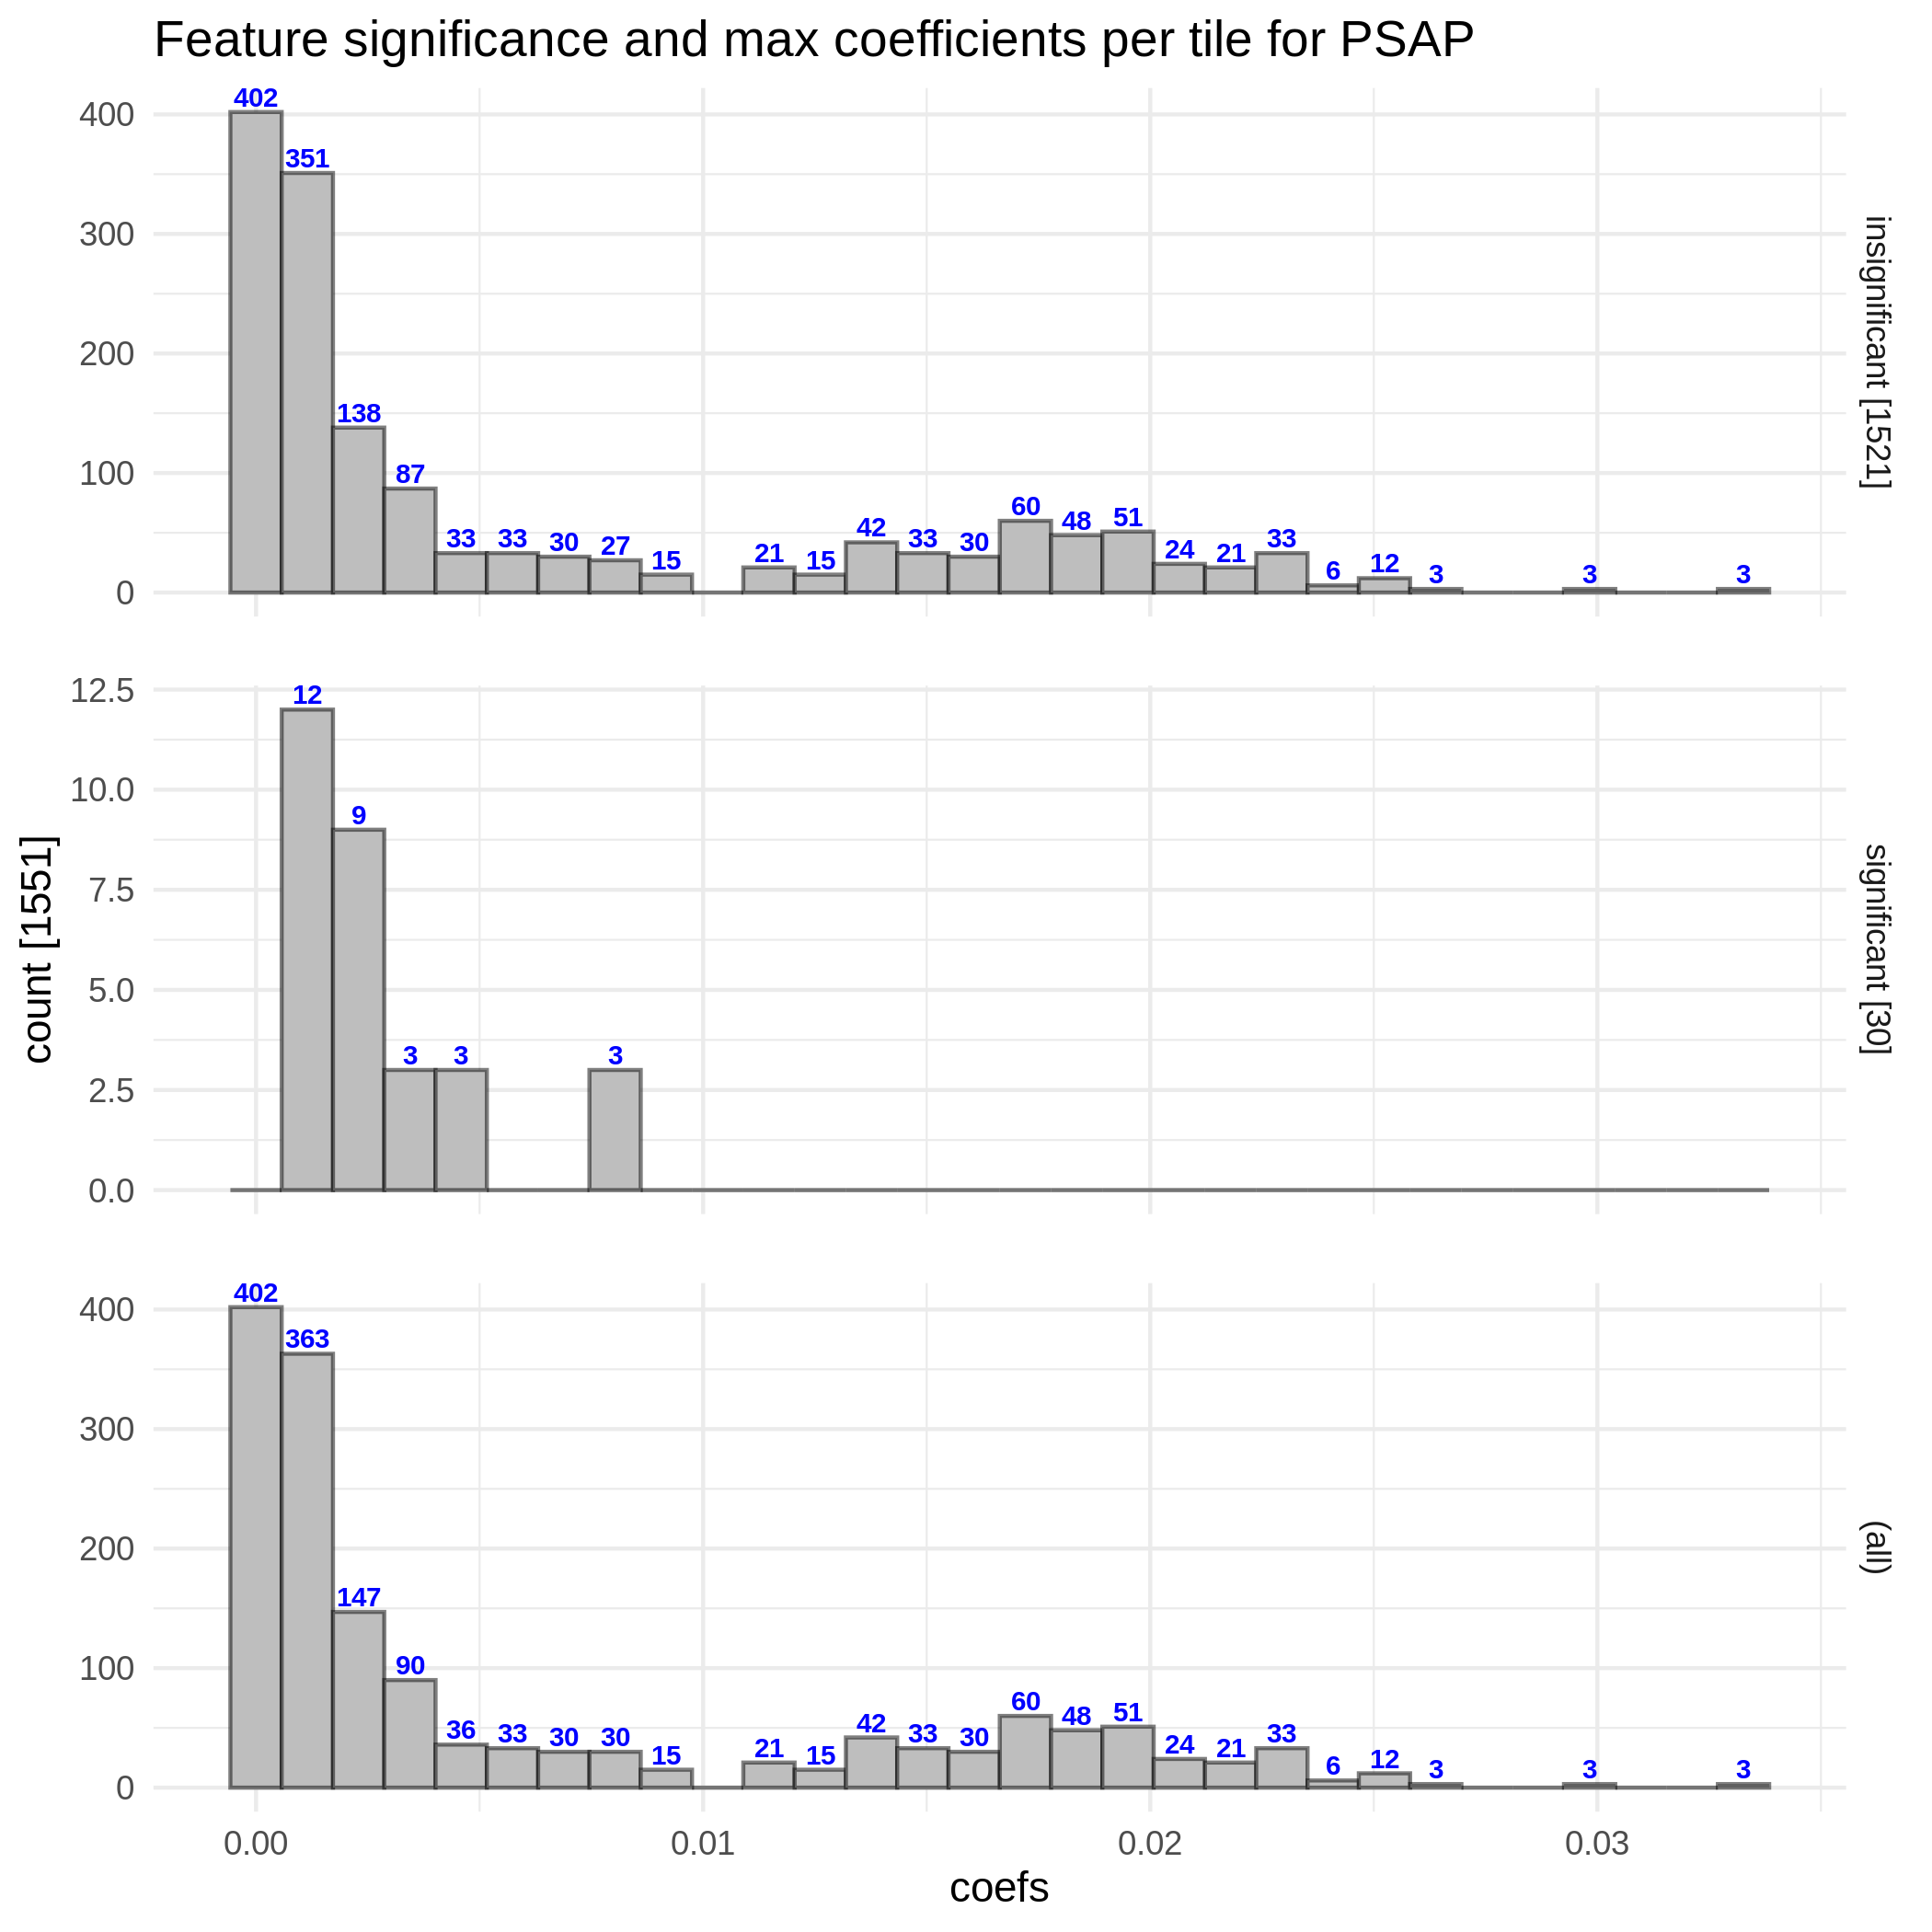 Feature significance and max coefficients per tile for PSAP
402
400
351
300
200
138
100
87
33 33 30 27 15 21 15 42 33 30 60 48 51 24 21 33 6 12 3 3 3
0
insignificant [1521]
12.5
12
10.0
9
7.5
5.0
3 3 3
2.5
0.0
significant [30]
count [1551]
402
400
363
300
200
147
100
90
36 33 30 30 15 21 15 42 33 30 60 48 51 24 21 33 6 12 3 3 3
0
(all)
0.00 0.01 0.02 0.03
coefs